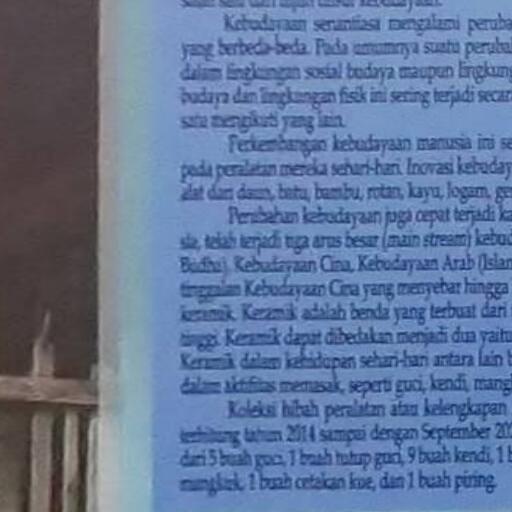 Kebudayaan senantiasa mengalami peruba
yang berbeda-beda. Pada umumnya suatu perubah
dalam lingkungan sosial budaya maupun lingkung
budaya dan lingkungan fisik ini sering terjadi secar
satu mengikuti yang lain.
Perkembangan kebudayaan manusia ini se
pada peralatan mereka sehari-hari. Inovasi kebuday
alat dari daun, batu, bambu, rotan, kayu, logam, ge
Perubahan kebudayaan juga cepat terjadi ka
sia, telah terjadi tiga arus besar (main stream) kebud
Budha), Kebudayaan Cina, Kebudayaan Arab (Islam
tinggalan Kebudayaan Cina yang menyebar hingga
keramik. Keramik adalah benda yang terbuat dari
tinggi. Keramik dapat dibedakan menjadi dua yaitu
Keramik dalam kehidupan sehari-hari antara lain b
dalam aktifitas memasak, seperti guci, kendi, mangk
Koleksi hibah peralatan atau kelengkapan
terhitung tahun 2014 sampai dengan September 20
dari 5 buah guci, 1 buah tutup guci, 9 buah kendi, 1 b
mangkuk, 1 buah cetakan kue, dan 1 buah piring.